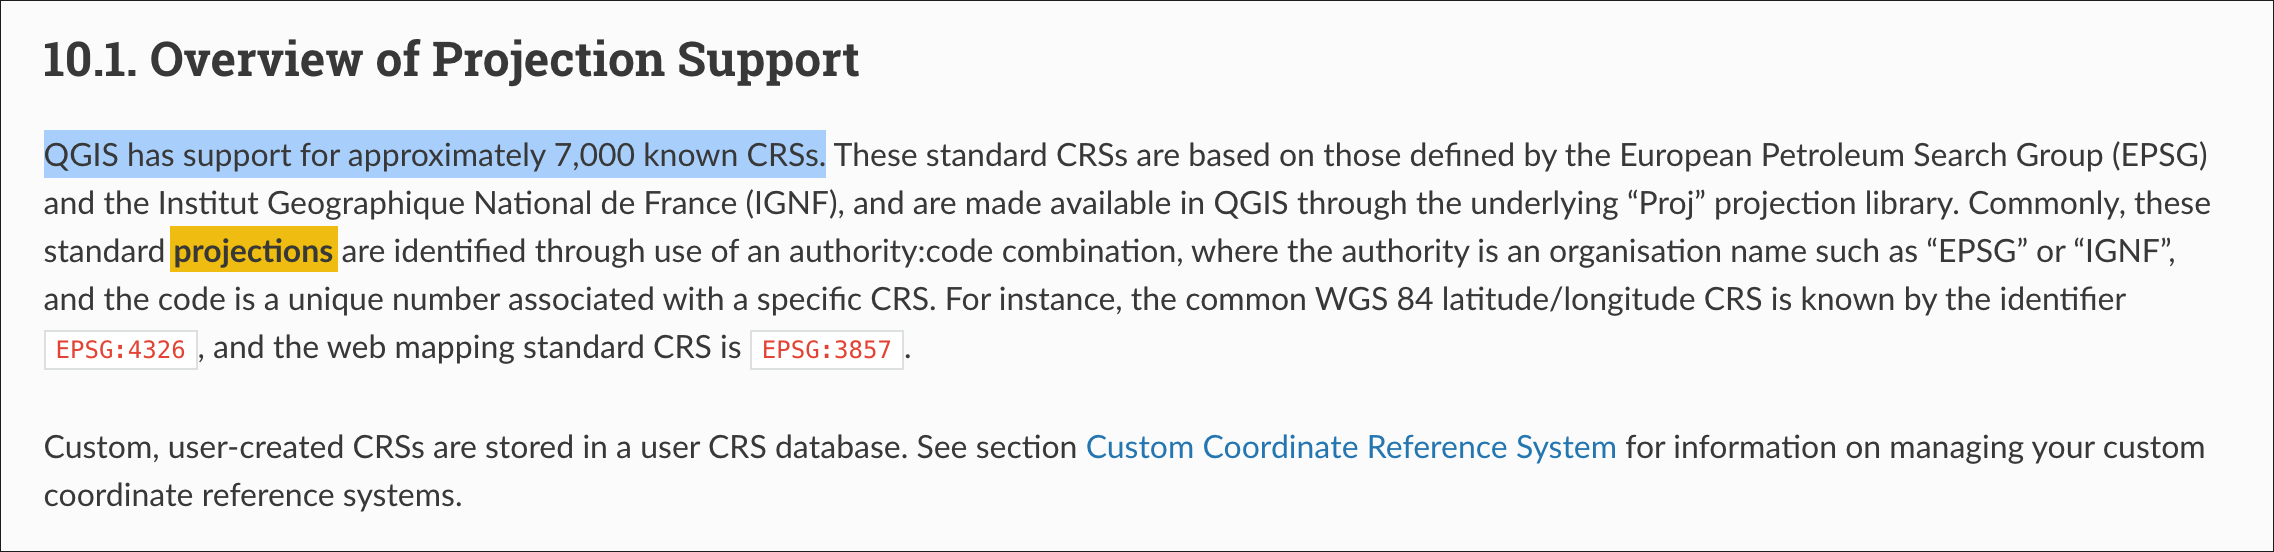 10.1. Overview of Projection Support
QGIS has support for approximately 7,000 known CRSs. These standard CRSs are based on those defined by the European Petroleum Search Group (EPSG)
and the Institut Geographique National de France (IGNF), and are made available in QGIS through the underlying “Proj” projection library. Commonly, these
standard projections are identified through use of an authority:code combination, where the authority is an organisation name such as “EPSG” or “IGNF”,
and the code is a unique number associated with a specific CRS. For instance, the common WGS 84 latitude/longitude CRS is known by the identifier
EPSG:4326 , and the web mapping standard CRS is EPSG:3857 .
Custom, user-created CRSs are stored in a user CRS database. See section Custom Coordinate Reference System for information on managing your custom
coordinate reference systems.